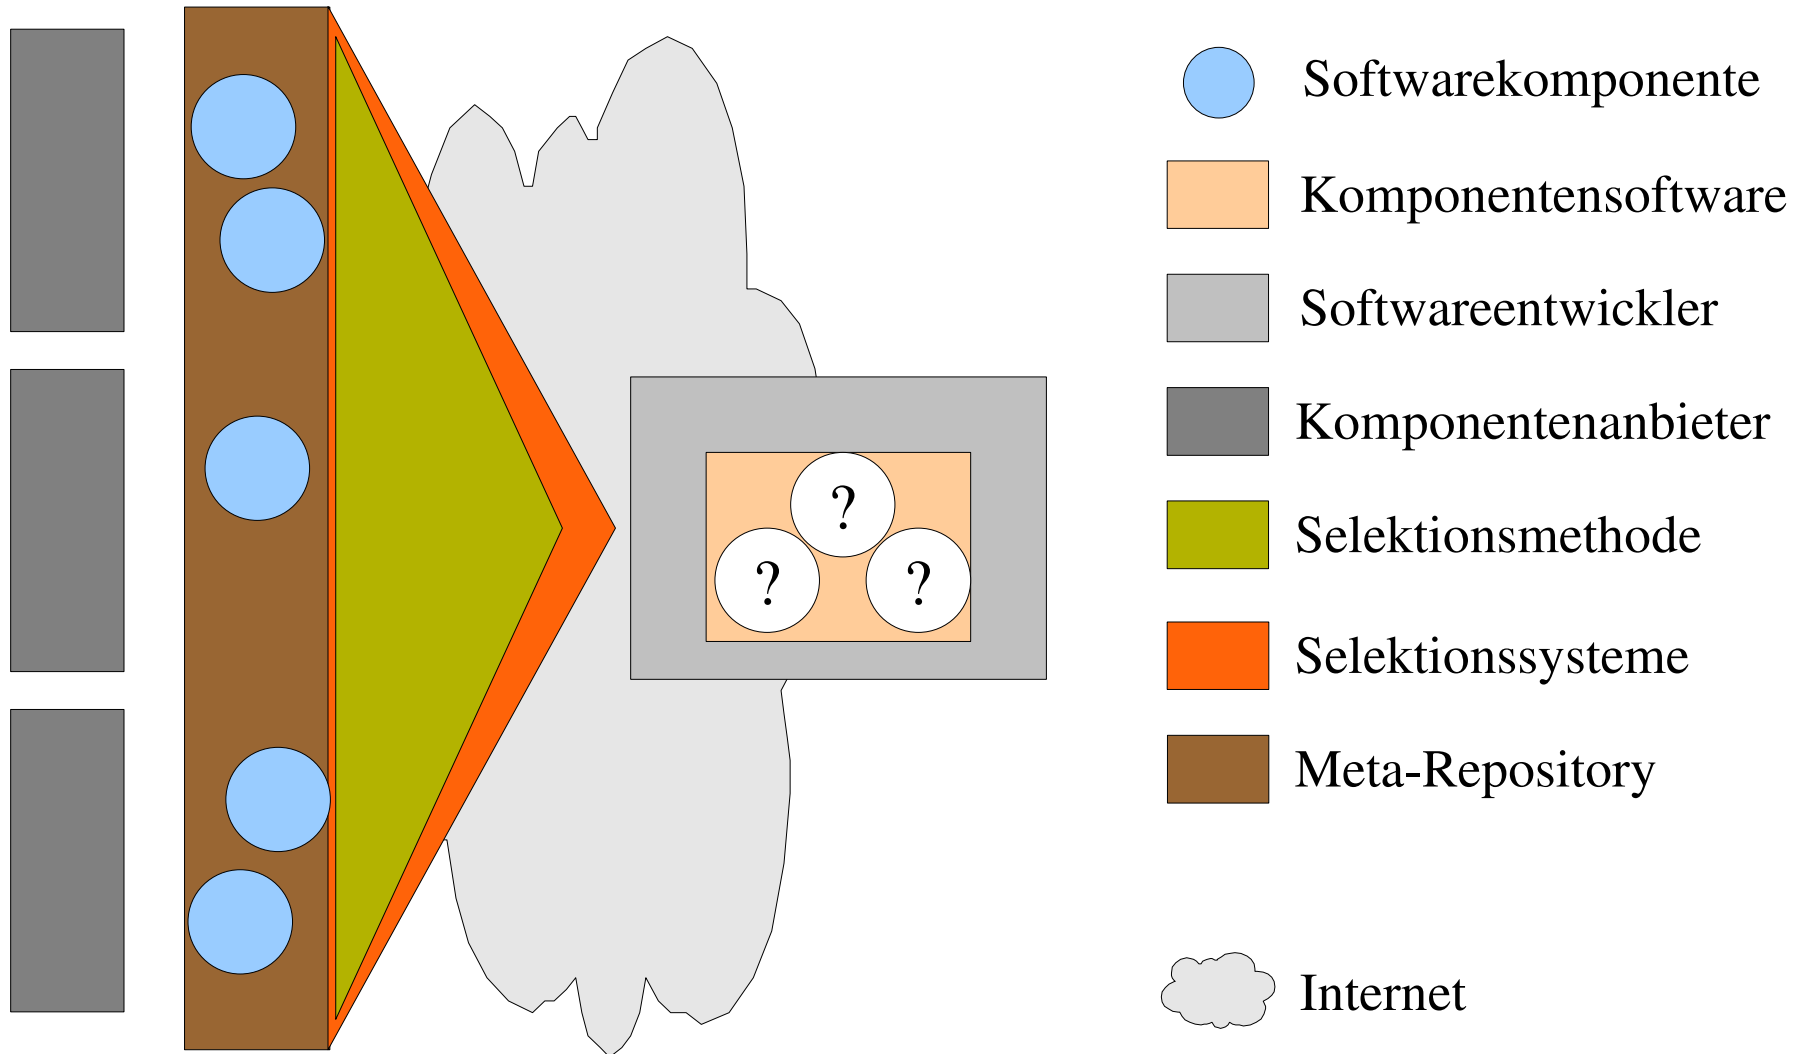 Softwarekomponente
Komponentensoftware
Softwareentwickler
Komponentenanbieter
Selektionsmethode
Selektionssysteme
Meta-Repository
Internet
?
?
?